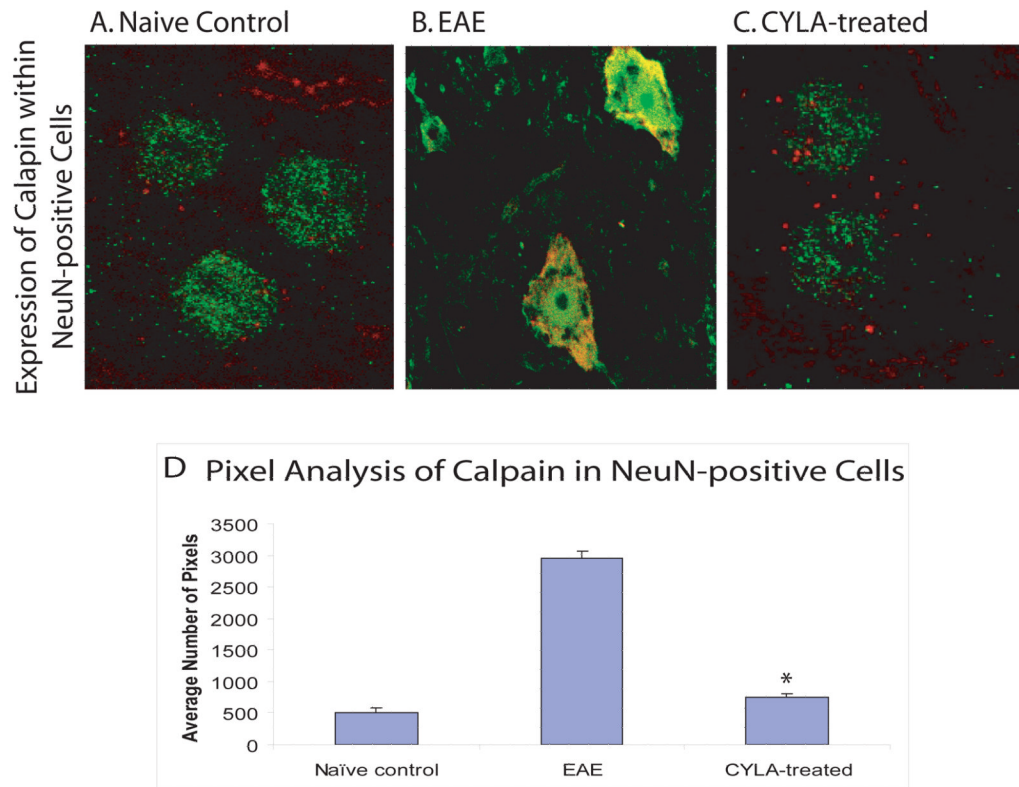 A. Naive Control
B. EAE
C. CYLA-treated
Expression of Calapin within
NeuN-positive Cells
D Pixel Analysis of Calpain in NeuN-positive Cells
Average Number of Pixels
3500
3000
2500
2000
1500
1000
500
0
*
Naïve control
EAE
CYLA-treated